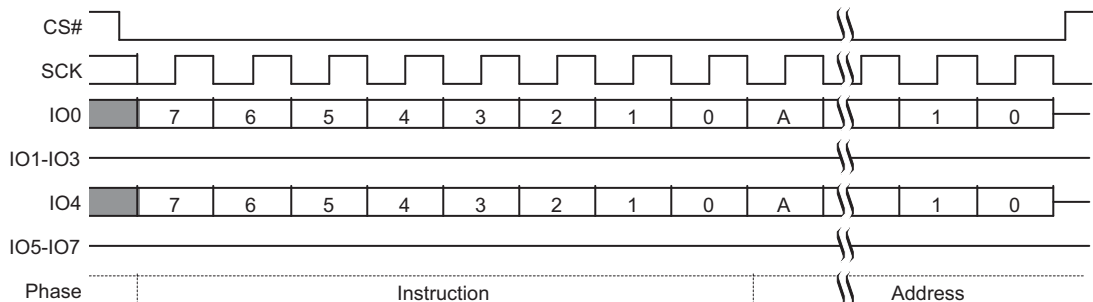 CS#
SCK
IO0 7 6 5 4 3 2 1 0 A 1 0
IO1-IO3
IO4 7 6 5 4 3 2 1 0 A 1 0
IO5-IO7
Phase Instruction Address